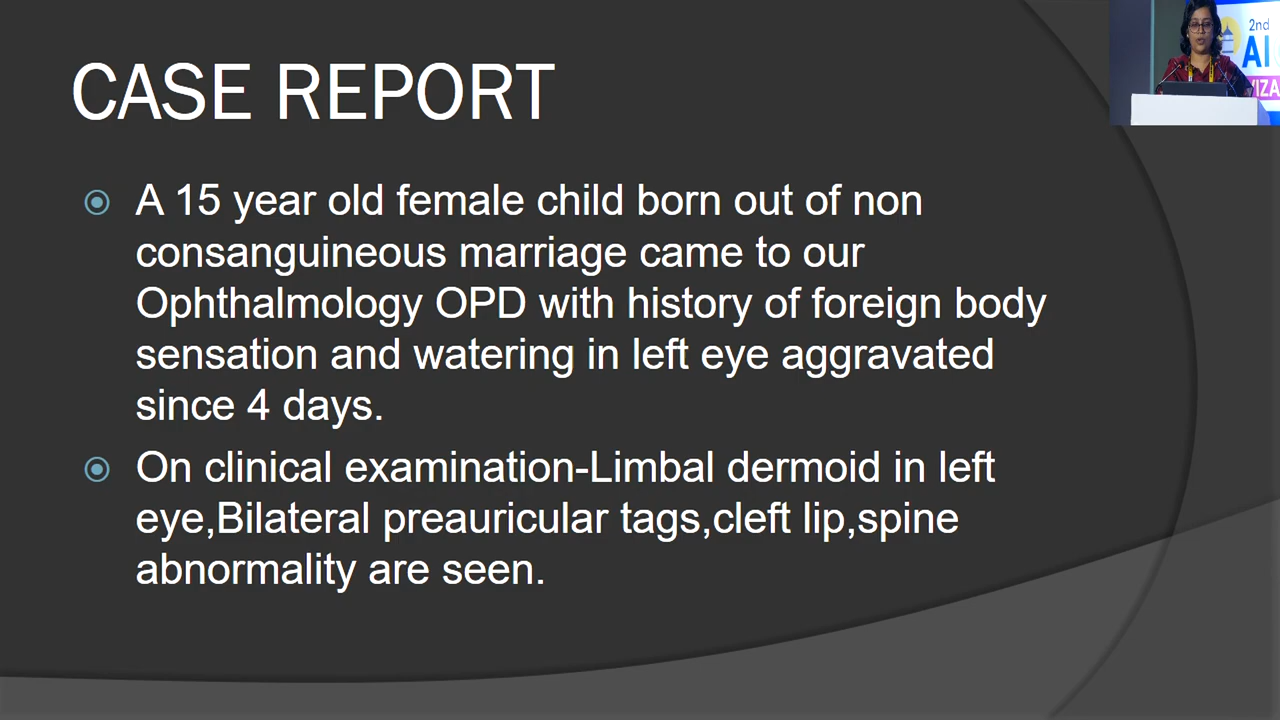 CASE REPORT
A 15 year old female child born out of non
consanguineous marriage came to our
Ophthalmology OPD with history of foreign body
sensation and watering in left eye aggravated
since 4 days.
On clinical examination-Limbal dermoid in left
eye,Bilateral preauricular tags,cleft lip,spine
abnormality are seen.
2nd
AI
VIZA